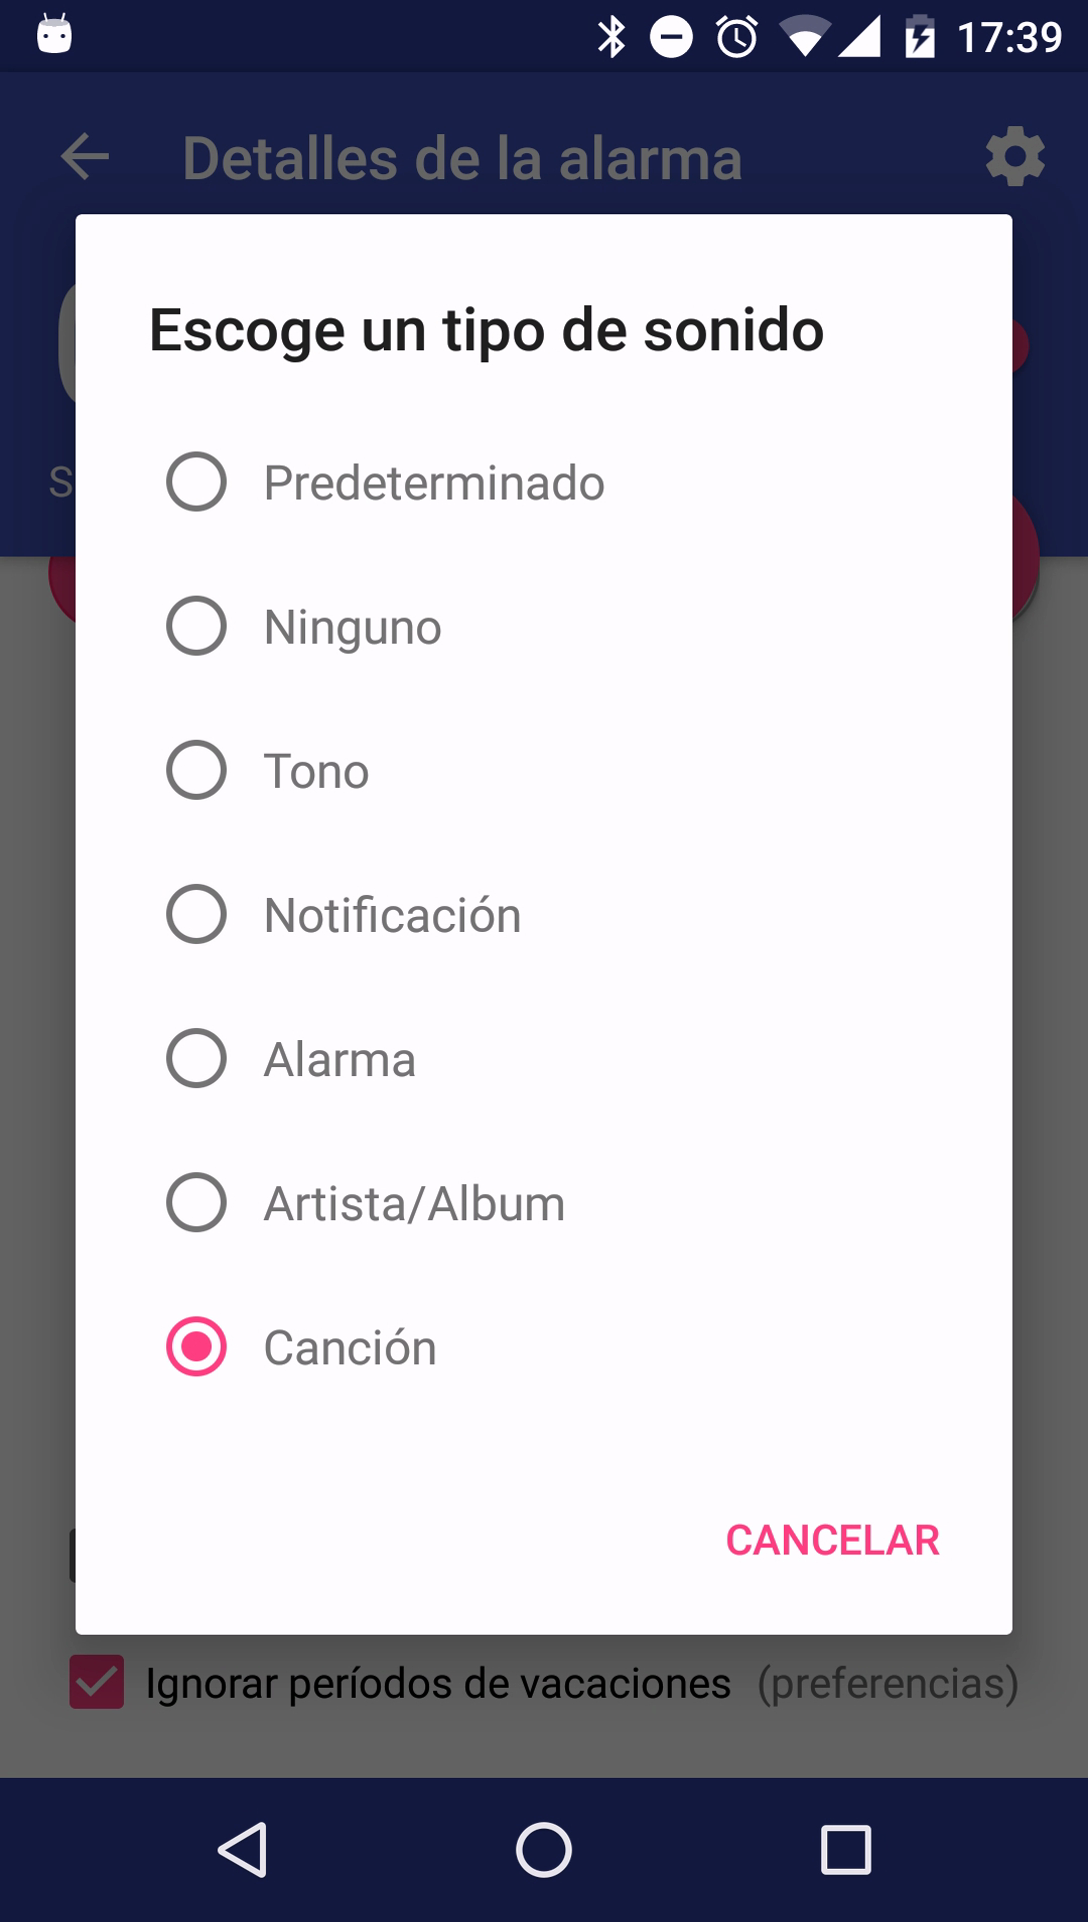 17:39
Detalles de la alarma
Escoge un tipo de sonido
S
Predeterminado
Ninguno
Tono
Notificación
Alarma
Artista/Album
Canción
CANCELAR
Ignorar períodos de vacaciones (preferencias)